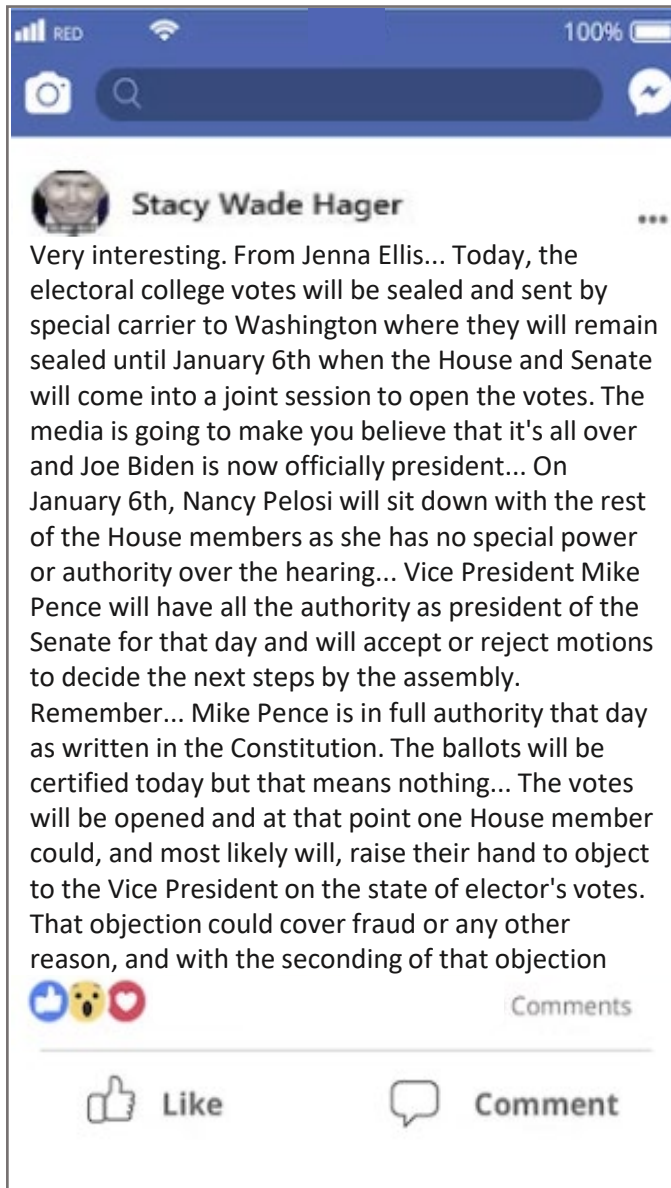 RED
100%
Stacy Wade Hager
Very interesting. From Jenna Ellis... Today, the
electoral college votes will be sealed and sent by
special carrier to Washington where they will remain
sealed until January 6th when the House and Senate
will come into a joint session to open the votes. The
media is going to make you believe that it's all over
and Joe Biden is now officially president... On
January 6th, Nancy Pelosi will sit down with the rest
of the House members as she has no special power
or authority over the hearing... Vice President Mike
Pence will have all the authority as president of the
Senate for that day and will accept or reject motions
to decide the next steps by the assembly.
Remember... Mike Pence is in full authority that day
as written in the Constitution. The ballots will be
certified today but that means nothing... The votes
will be opened and at that point one House member
could, and most likely will, raise their hand to object
to the Vice President on the state of elector's votes.
That objection could cover fraud or any other
reason, and with the seconding of that objection
Comments
Like
Comment